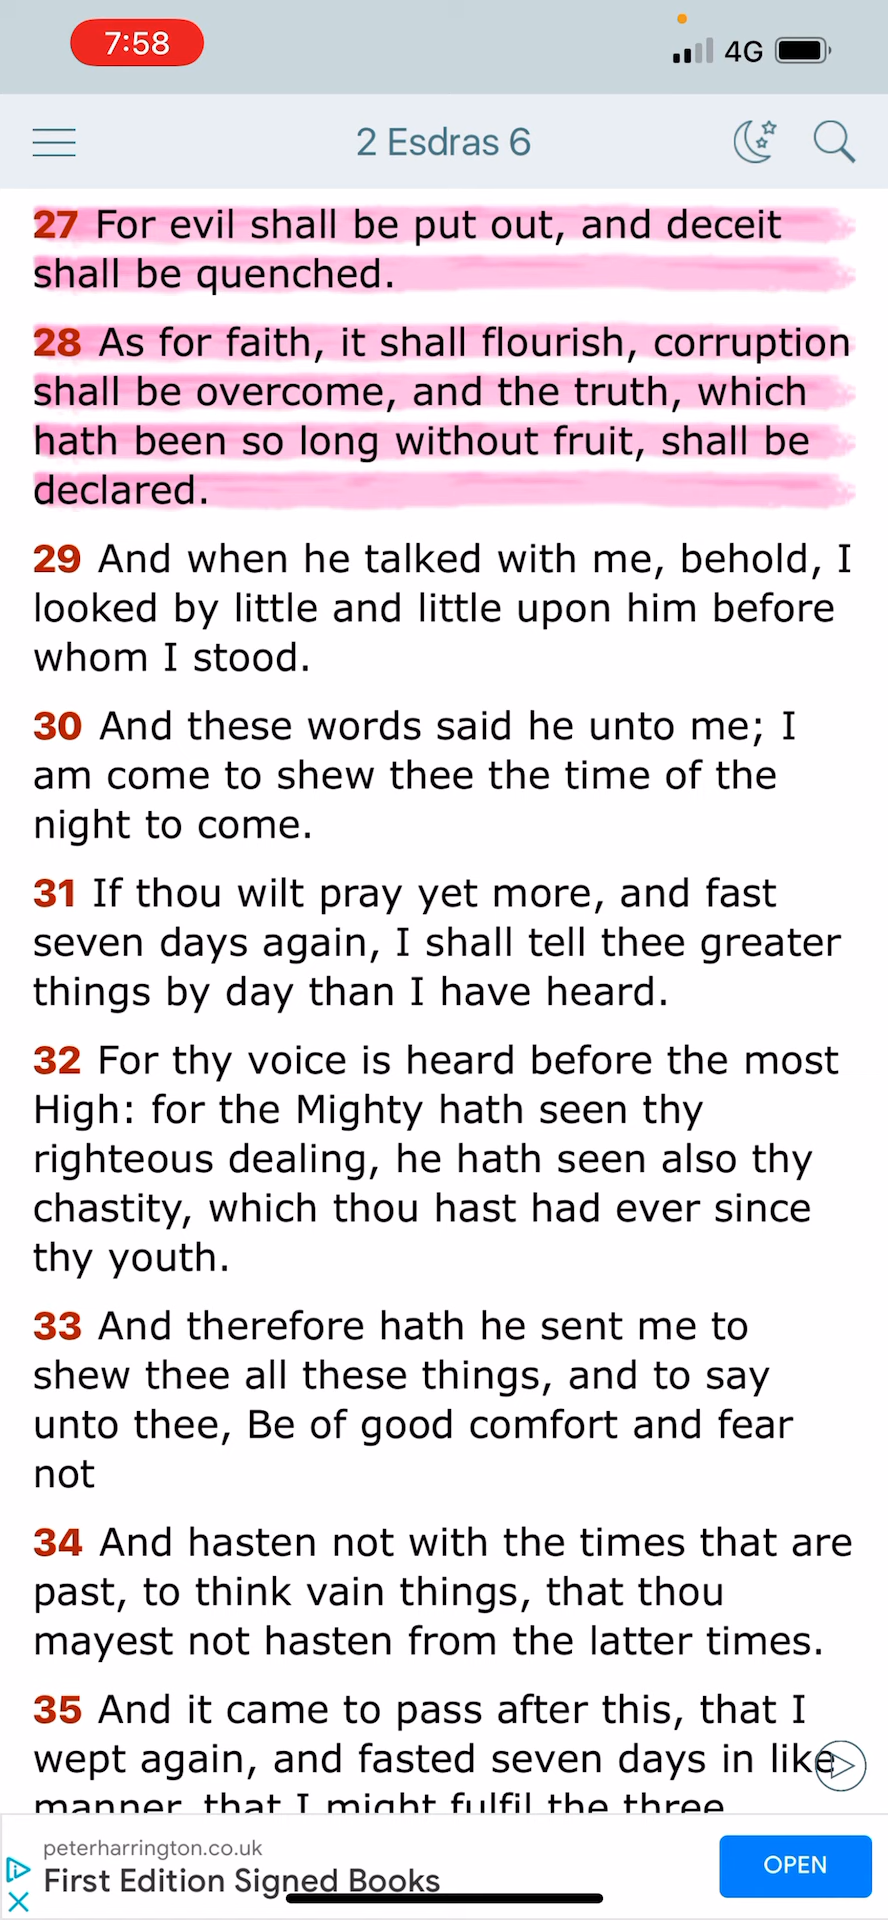 7:58
4G
2 Esdras 6
27 For evil shall be put out, and deceit
shall be quenched.
28 As for faith, it shall flourish, corruption
shall be overcome, and the truth, which
hath been so long without fruit, shall be
declared.
29 And when he talked with me, behold, I
looked by little and little upon him before
whom I stood.
30 And these words said he unto me; I
am come to shew thee the time of the
night to come.
31 If thou wilt pray yet more, and fast
seven days again, I shall tell thee greater
things by day than I have heard.
32 For thy voice is heard before the most
High: for the Mighty hath seen thy
righteous dealing, he hath seen also thy
chastity, which thou hast had ever since
thy youth.
33 And therefore hath he sent me to
shew thee all these things, and to say
unto thee, Be of good comfort and fear
not
34 And hasten not with the times that are
past, to think vain things, that thou
mayest not hasten from the latter times.
35 And it came to pass after this, that I
wept again, and fasted seven days in like
manner, that I might fulfil the three
peterharrington.co.uk
First Edition Signed Books
OPEN